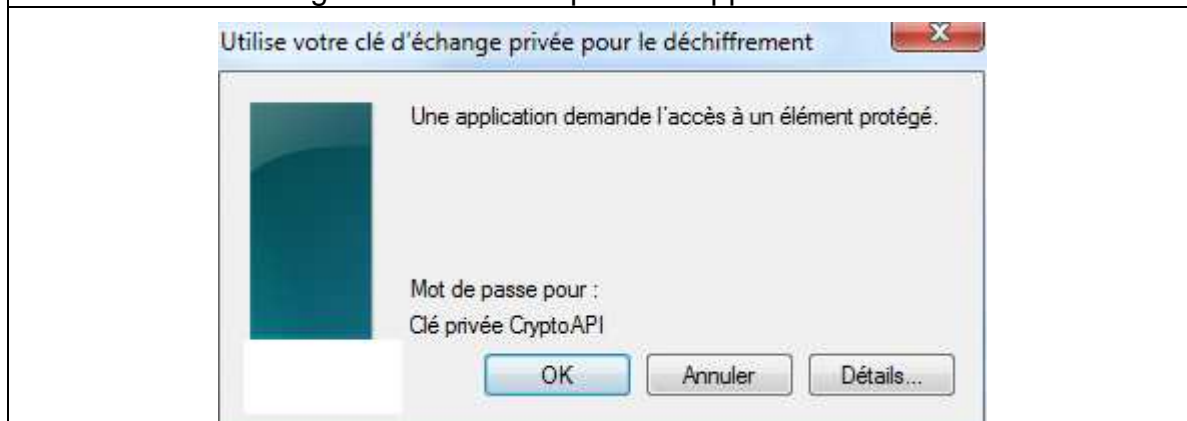 Utilise votre clé d'échange privée pour le déchiffrement
Une application demande l'accès à un élément protégé.
Mot de passe pour :
Clé privée CryptoAPI
OK Annuler Détails...